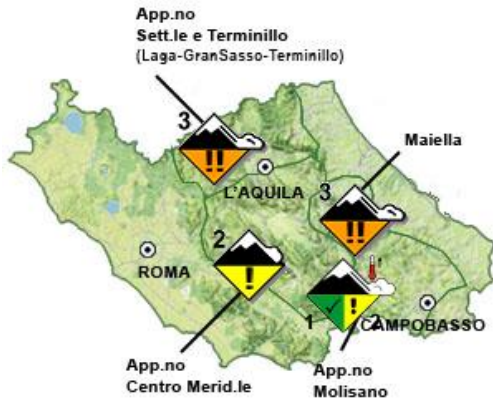 App.no
Sett.le e Terminillo
(Laga-GranSasso-Terminillo)
3
!!
Maiella
L'AQUILA
3
!!
2
!
ROMA
1
!
2
CAMPOBASSO
App.no
Centro Merid.le
App.no
Molisano